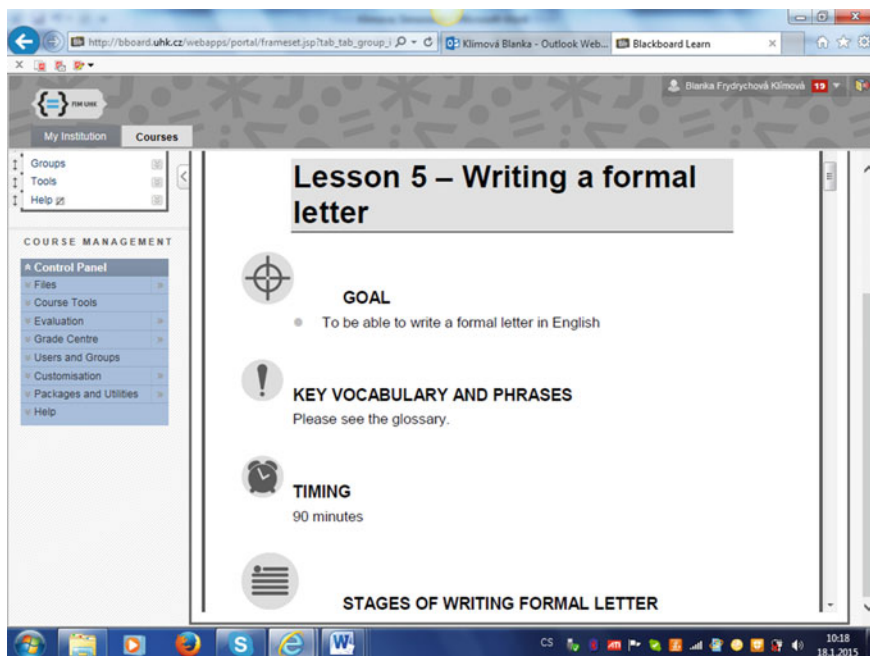 http://bboard.uhk.cz/webapps/portal/frameset.jsp?tab_tab_group_i
Klimová Blanka - Outlook Web...
Blackboard Learn
FIM UHK
Blanka Frydrychová Klímová 19
My Institution
Courses
Groups
Tools
Help
COURSE MANAGEMENT
Control Panel
Files
Course Tools
Evaluation
Grade Centre
Users and Groups
Customisation
Packages and Utilities
Help
Lesson 5 – Writing a formal
letter
GOAL
To be able to write a formal letter in English
KEY VOCABULARY AND PHRASES
Please see the glossary.
TIMING
90 minutes
STAGES OF WRITING FORMAL LETTER
CS
10:18
18.1.2015